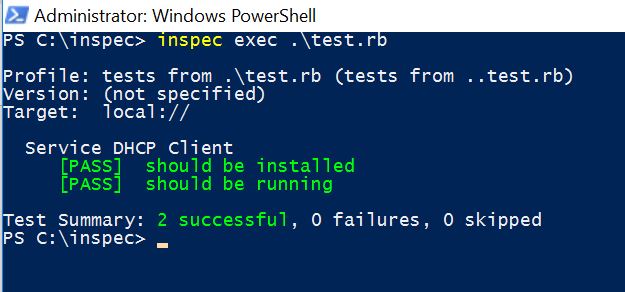 Administrator: Windows PowerShell
PS C:\inspec> inspec exec .\test.rb
Profile: tests from .\test.rb (tests from ..test.rb)
Version: (not specified)
Target:  local://
Service DHCP Client
[PASS]  should be installed
[PASS]  should be running
Test Summary: 2 successful, 0 failures, 0 skipped
PS C:\inspec>